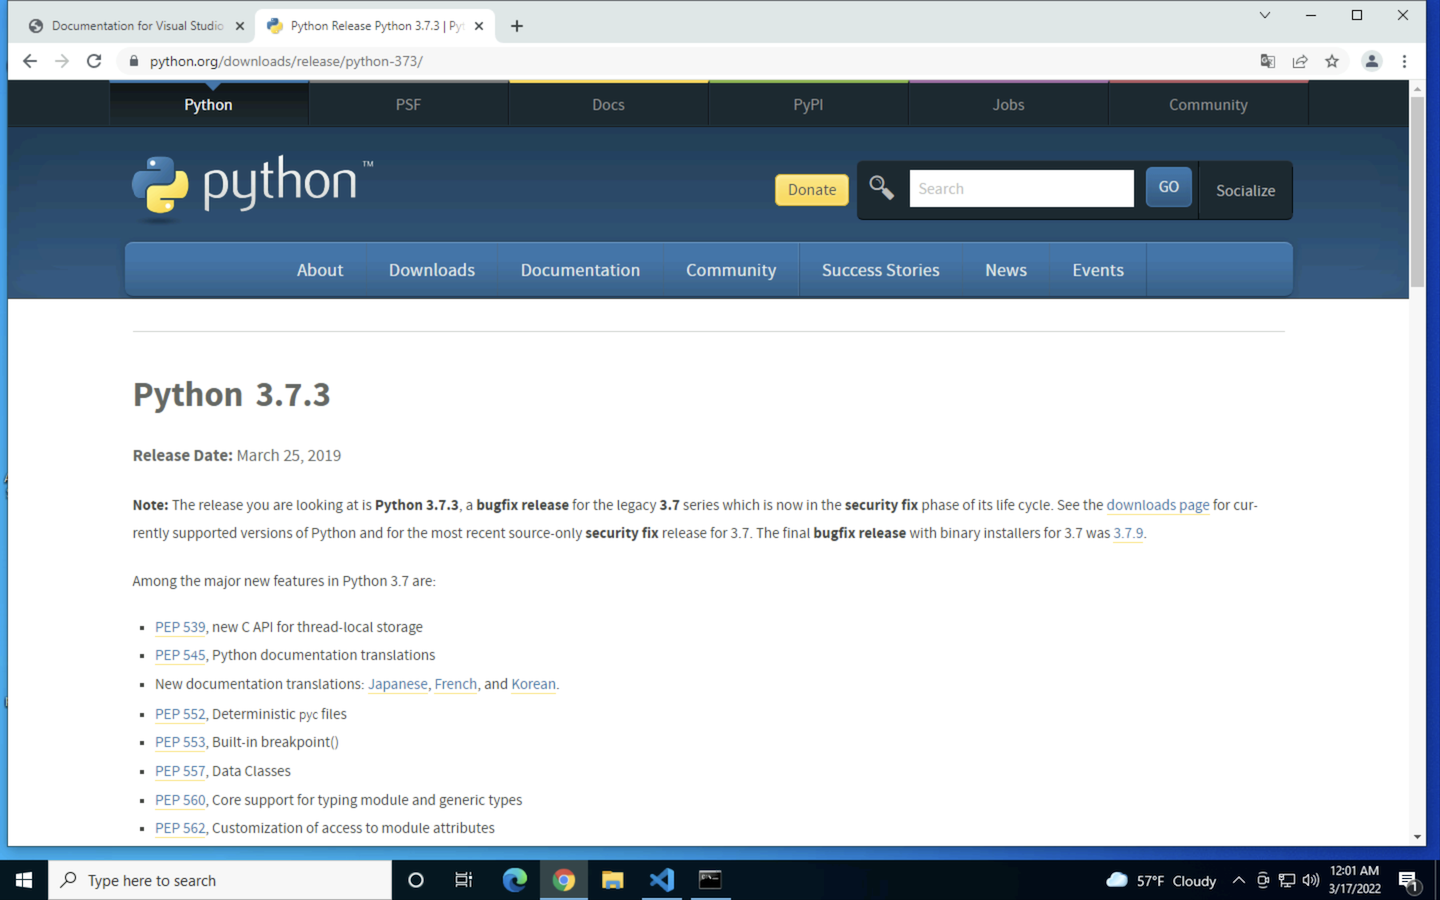 Documentation for Visual Studio
Python Release Python 3.7.3 | Pyt
python.org/downloads/release/python-373/
Python
PSF
Docs
PyPI
Jobs
Community
python™
Donate
Search
GO
Socialize
About
Downloads
Documentation
Community
Success Stories
News
Events
Python 3.7.3
Release Date: March 25, 2019
Note: The release you are looking at is Python 3.7.3, a bugfix release for the legacy 3.7 series which is now in the security fix phase of its life cycle. See the downloads page for cur-
rently supported versions of Python and for the most recent source-only security fix release for 3.7. The final bugfix release with binary installers for 3.7 was 3.7.9.
Among the major new features in Python 3.7 are:
PEP 539, new C API for thread-local storage
PEP 545, Python documentation translations
New documentation translations: Japanese, French, and Korean.
PEP 552, Deterministic pyc files
PEP 553, Built-in breakpoint()
PEP 557, Data Classes
PEP 560, Core support for typing module and generic types
PEP 562, Customization of access to module attributes
Type here to search
57°F Cloudy
12:01 AM
3/17/2022
1